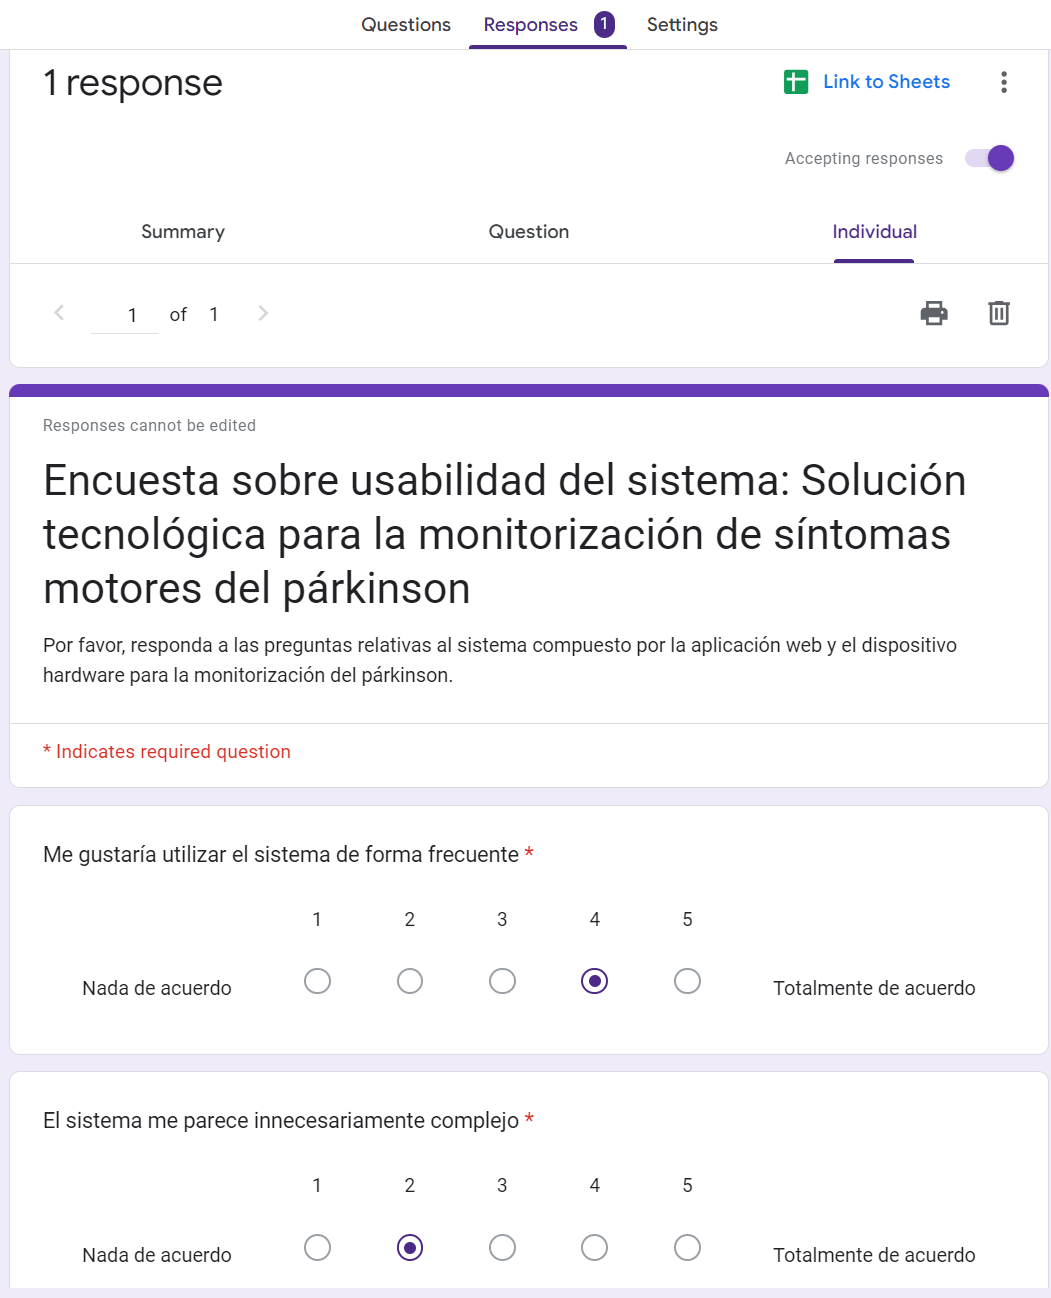 Questions Responses 1 Settings
1 response Link to Sheets
Accepting responses
Summary Question Individual
1 of 1
Responses cannot be edited
Encuesta sobre usabilidad del sistema: Solución
tecnológica para la monitorización de síntomas
motores del párkinson
Por favor, responda a las preguntas relativas al sistema compuesto por la aplicación web y el dispositivo
hardware para la monitorización del párkinson.
* Indicates required question
Me gustaría utilizar el sistema de forma frecuente *
1 2 3 4 5
Nada de acuerdo Totalmente de acuerdo
El sistema me parece innecesariamente complejo *
1 2 3 4 5
Nada de acuerdo Totalmente de acuerdo